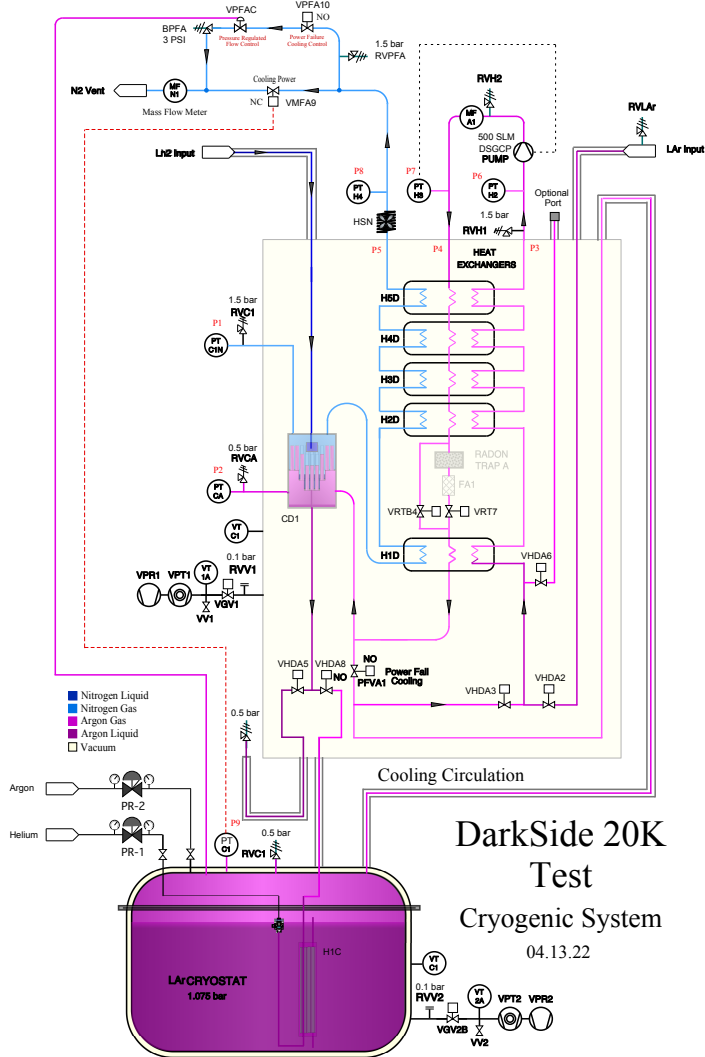 VPFAC
VPFA10
NO
BPFA
3 PSI
Pressure Regulated
Flow Control
Power Failure
Cooling Control
1.5 bar
RVPFA
N2 Vent
MF
N1
Mass Flow Meter
Cooling Power
NC
VMFA9
Ln2 Input
RVH2
MF
A1
500 SLM
DSGCP
PUMP
RVLAr
LAr Input
P8
PT
H4
P7
PT
H3
P6
PT
H2
Optional
Port
HSN
1.5 bar
RVH1
P5
P4
P3
HEAT
EXCHANGERS
H5D
H4D
H3D
H2D
1.5 bar
RVC1
P1
PT
C1N
0.5 bar
RVCA
P2
PT
CA
CD1
RADON
TRAP A
FA1
VRTB4
VRT7
VT
C1
H1D
VHDA6
0.1 bar
RVV1
VPR1
VPT1
VT
1A
VV1
VGV1
VHDA5
VHDA8
NO
NO
PFVA1
Power Fail
Cooling
VHDA3
VHDA2
Nitrogen Liquid
Nitrogen Gas
Argon Gas
Argon Liquid
Vacuum
0.5 bar
Cooling Circulation
Argon
PR-2
Helium
PR-1
P9
PT
C1
0.5 bar
RVC1
DarkSide 20K
Test
Cryogenic System
04.13.22
H1C
LAr CRYOSTAT
1.075 bar
VT
C1
0.1 bar
RVV2
VT
2A
VPT2
VPR2
VGV2B
VV2